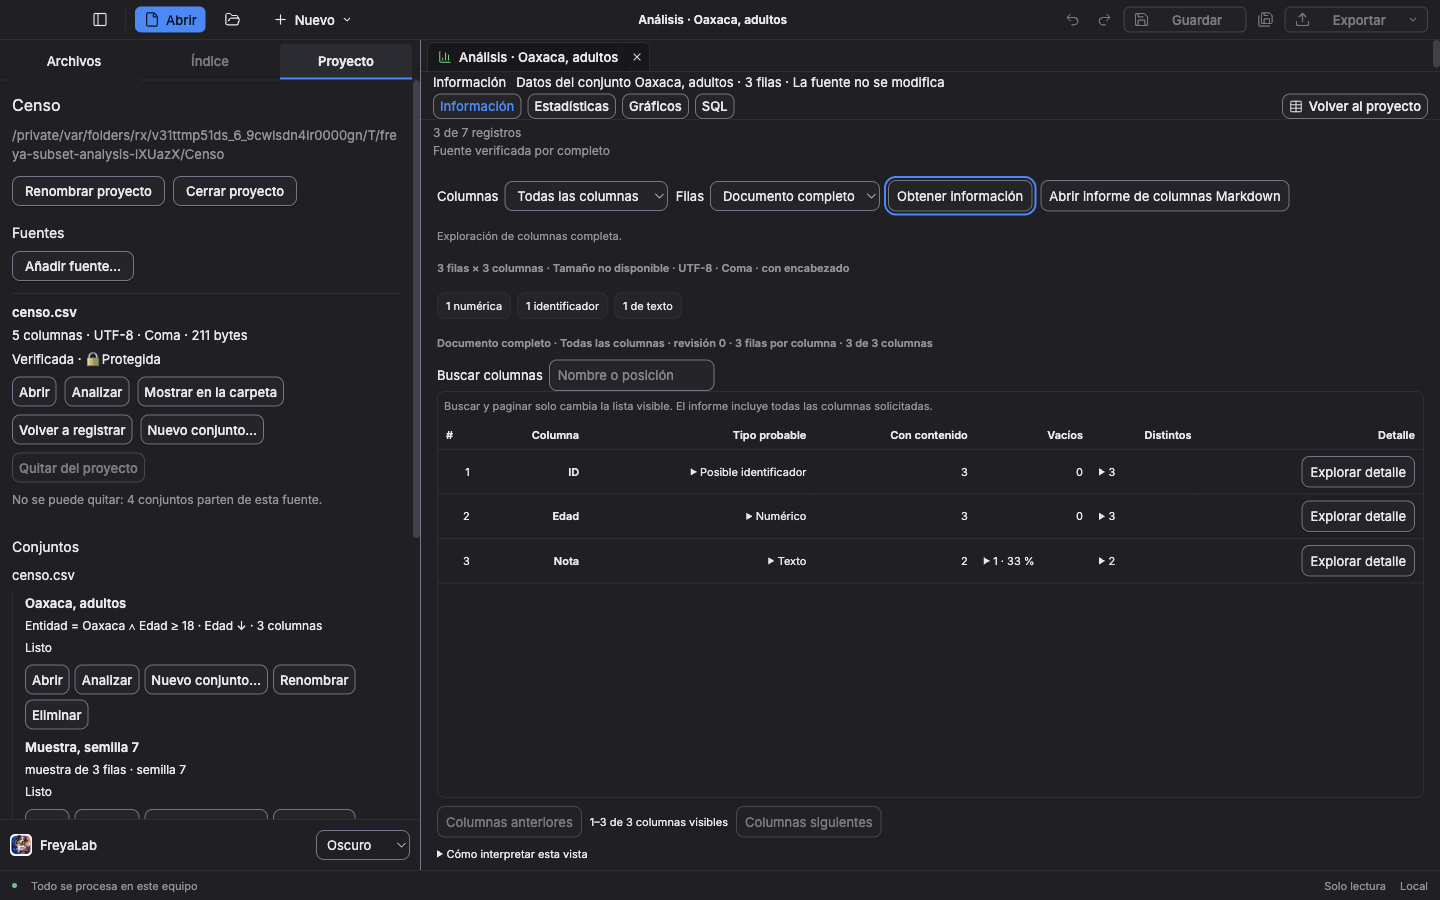 Abrir
Nuevo
Análisis · Oaxaca, adultos
Guardar
Exportar
Archivos
Índice
Proyecto
Censo
/private/var/folders/rx/v31ttmp51ds_6_9cwlsdn4lr0000gn/T/fre
ya-subset-analysis-IXUazX/Censo
Renombrar proyecto
Cerrar proyecto
Fuentes
Añadir fuente...
censo.csv
5 columnas · UTF-8 · Coma · 211 bytes
Verificada · 🔒Protegida
Abrir
Analizar
Mostrar en la carpeta
Volver a registrar
Nuevo conjunto...
Quitar del proyecto
No se puede quitar: 4 conjuntos parten de esta fuente.
Conjuntos
censo.csv
Oaxaca, adultos
Entidad = Oaxaca ∧ Edad ≥ 18 · Edad ↓ · 3 columnas
Listo
Abrir
Analizar
Nuevo conjunto...
Renombrar
Eliminar
Muestra, semilla 7
muestra de 3 filas · semilla 7
Listo
FreyaLab
Oscuro
Análisis · Oaxaca, adultos ×
Información Datos del conjunto Oaxaca, adultos · 3 filas · La fuente no se modifica
Información
Estadísticas
Gráficos
SQL
Volver al proyecto
3 de 7 registros
Fuente verificada por completo
Columnas
Todas las columnas
Filas
Documento completo
Obtener información
Abrir informe de columnas Markdown
Exploración de columnas completa.
3 filas × 3 columnas · Tamaño no disponible · UTF-8 · Coma · con encabezado
1 numérica
1 identificador
1 de texto
Documento completo · Todas las columnas · revisión 0 · 3 filas por columna · 3 de 3 columnas
Buscar columnas
Nombre o posición
Buscar y paginar solo cambia la lista visible. El informe incluye todas las columnas solicitadas.
# Columna Tipo probable Con contenido Vacíos Distintos Detalle
1 ID ▸ Posible identificador 3 0 ▸ 3 Explorar detalle
2 Edad ▸ Numérico 3 0 ▸ 3 Explorar detalle
3 Nota ▸ Texto 2 ▸ 1 · 33 % ▸ 2 Explorar detalle
Columnas anteriores
1–3 de 3 columnas visibles
Columnas siguientes
▸ Cómo interpretar esta vista
Todo se procesa en este equipo
Solo lectura
Local